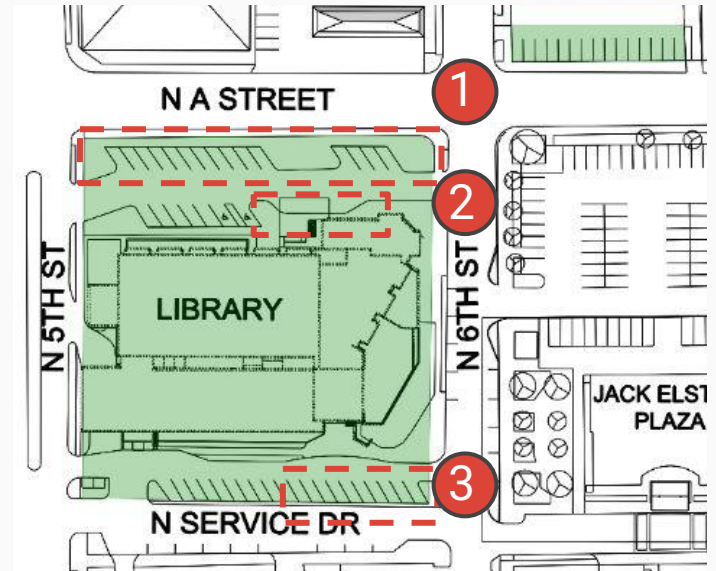 N A STREET
1
2
N 5TH ST
LIBRARY
N 6TH ST
JACK ELST
PLAZA
3
N SERVICE DR